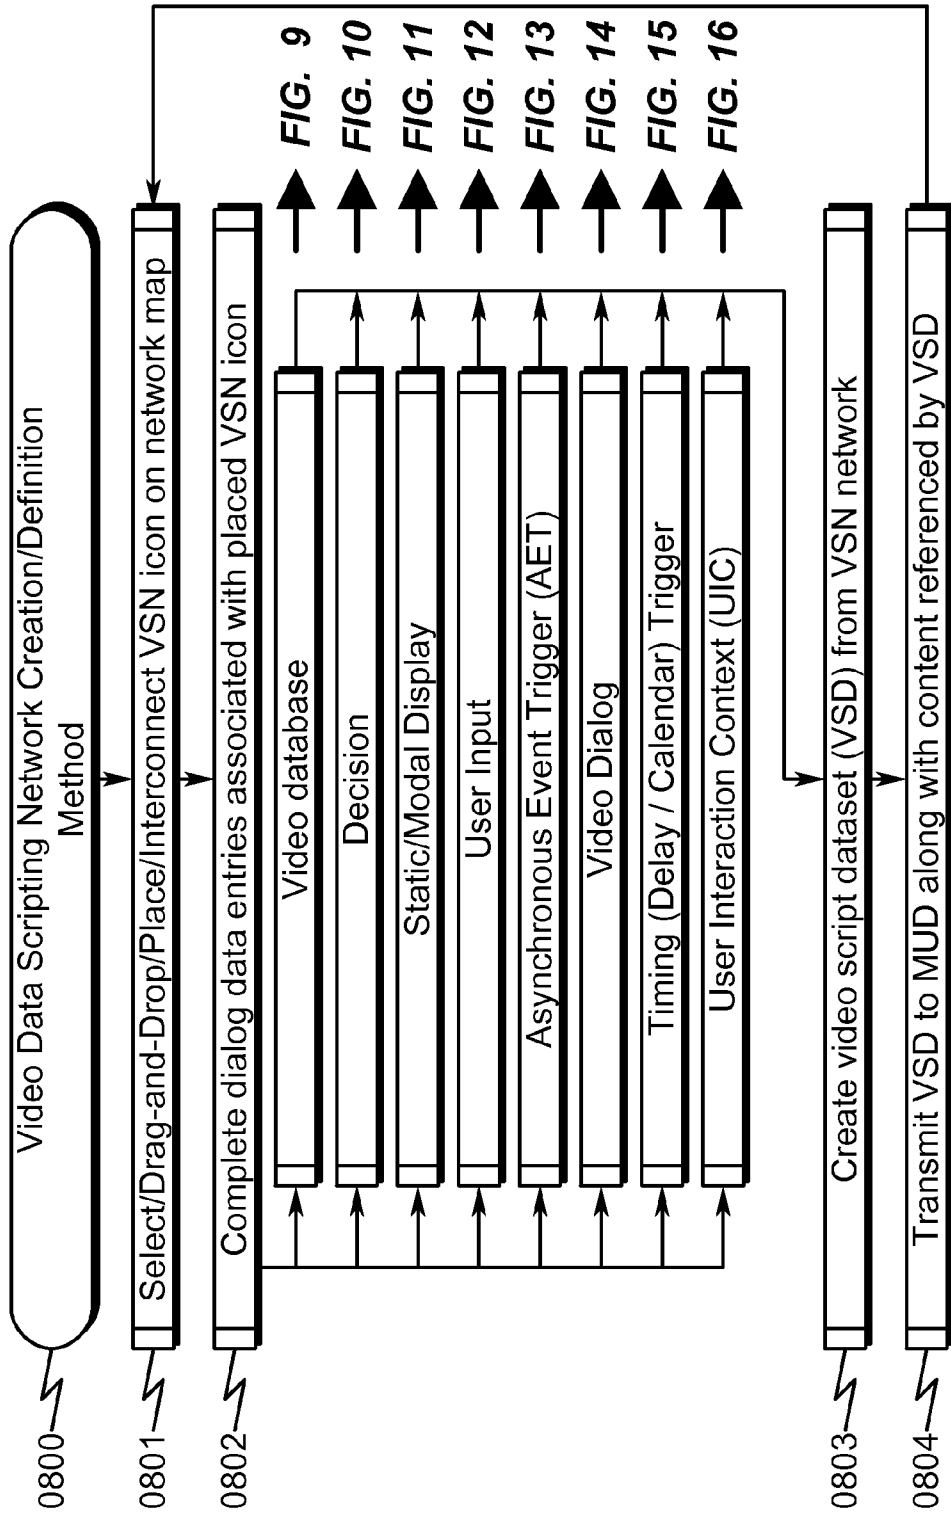 0800
Video Data Scripting Network Creation/Definition
Method
0801
Select/Drag-and-Drop/Place/Interconnect VSN icon on network map
0802
Complete dialog data entries associated with placed VSN icon
Video database
FIG. 9
Decision
FIG. 10
Static/Modal Display
FIG. 11
User Input
FIG. 12
Asynchronous Event Trigger (AET)
FIG. 13
Video Dialog
FIG. 14
Timing (Delay / Calendar) Trigger
FIG. 15
User Interaction Context (UIC)
FIG. 16
0803
Create video script dataset (VSD) from VSN network
0804
Transmit VSD to MUD along with content referenced by VSD